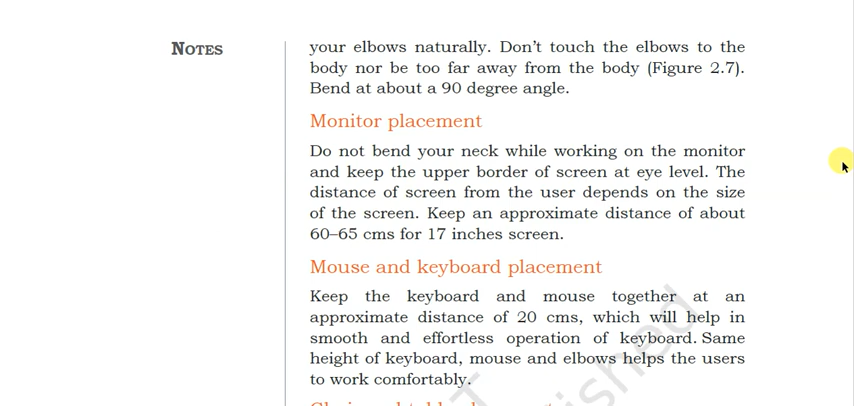 NOTES
your elbows naturally. Don't touch the elbows to the
body nor be too far away from the body (Figure 2.7).
Bend at about a 90 degree angle.
Monitor placement
Do not bend your neck while working on the monitor
and keep the upper border of screen at eye level. The
distance of screen from the user depends on the size
of the screen. Keep an approximate distance of about
60–65 cms for 17 inches screen.
Mouse and keyboard placement
Keep the keyboard and mouse together at an
approximate distance of 20 cms, which will help in
smooth and effortless operation of keyboard. Same
height of keyboard, mouse and elbows helps the users
to work comfortably.